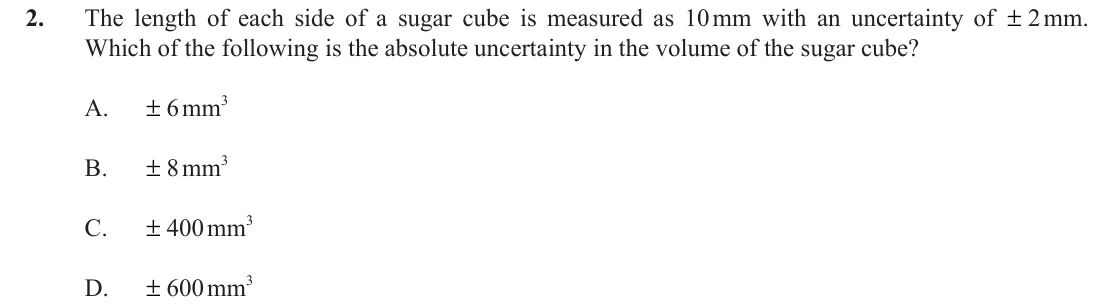 2. The length of each side of a sugar cube is measured as 10 mm with an uncertainty of ± 2 mm.
Which of the following is the absolute uncertainty in the volume of the sugar cube?
A. ± 6 mm³
B. ± 8 mm³
C. ± 400 mm³
D. ± 600 mm³